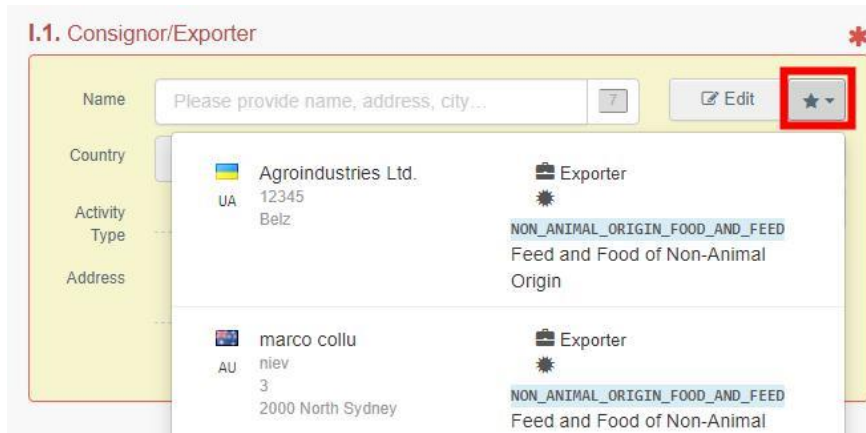 I.1. Consignor/Exporter
Name
Please provide name, address, city...
7
Edit
Country
Activity
Type
Address
UA
Agroindustries Ltd.
12345
Belz
Exporter
NON_ANIMAL_ORIGIN_FOOD_AND_FEED
Feed and Food of Non-Animal
Origin
AU
marco collu
niev
3
2000 North Sydney
Exporter
NON_ANIMAL_ORIGIN_FOOD_AND_FEED
Feed and Food of Non-Animal